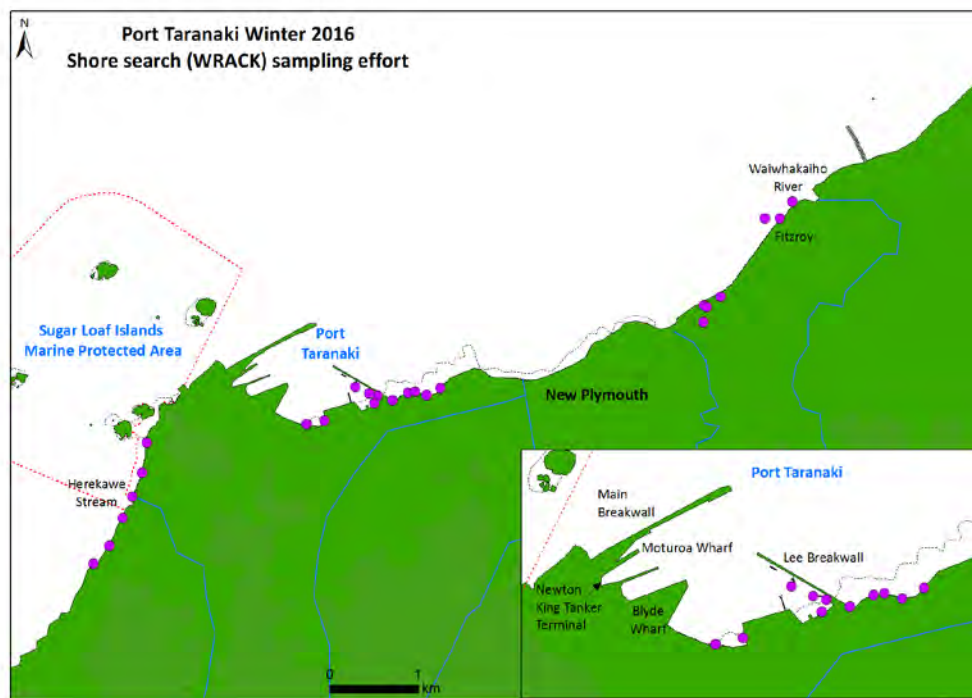 N
Port Taranaki Winter 2016
Shore search (WRACK) sampling effort
Waiwhakaiho
River
Fitzroy
Sugar Loaf Islands
Marine Protected Area
Port
Taranaki
New Plymouth
Herekawe
Stream
0 1
km
Port Taranaki
Main
Breakwall
Moturoa Wharf
Lee Breakwall
Newton
King Tanker
Terminal
Blyde
Wharf